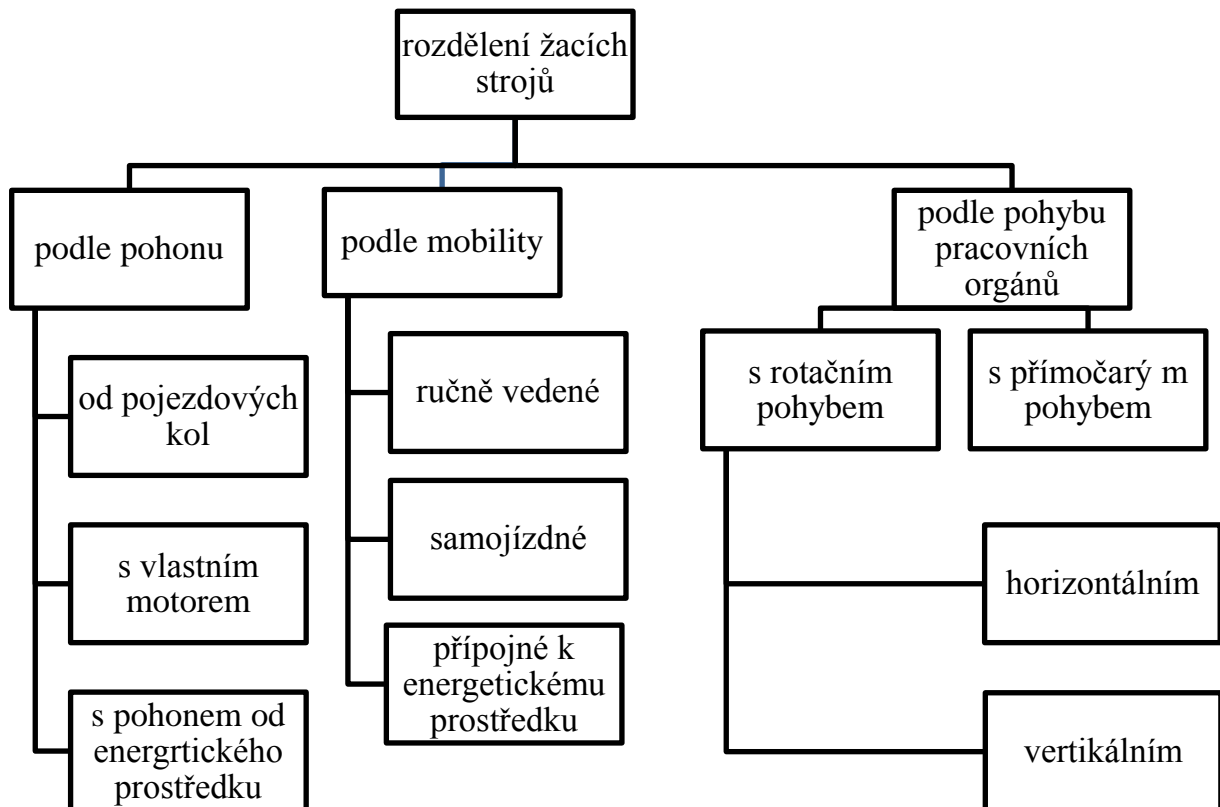 rozdělení žacích
strojů
podle pohonu
od pojezdových
kol
s vlastním
motorem
s pohonem od
energrtického
prostředku
podle mobility
ručně vedené
samojízdné
přípojné k
energetickému
prostředku
podle pohybu
pracovních
orgánů
s rotačním
pohybem
horizontálním
vertikálním
s přímočarý m
pohybem